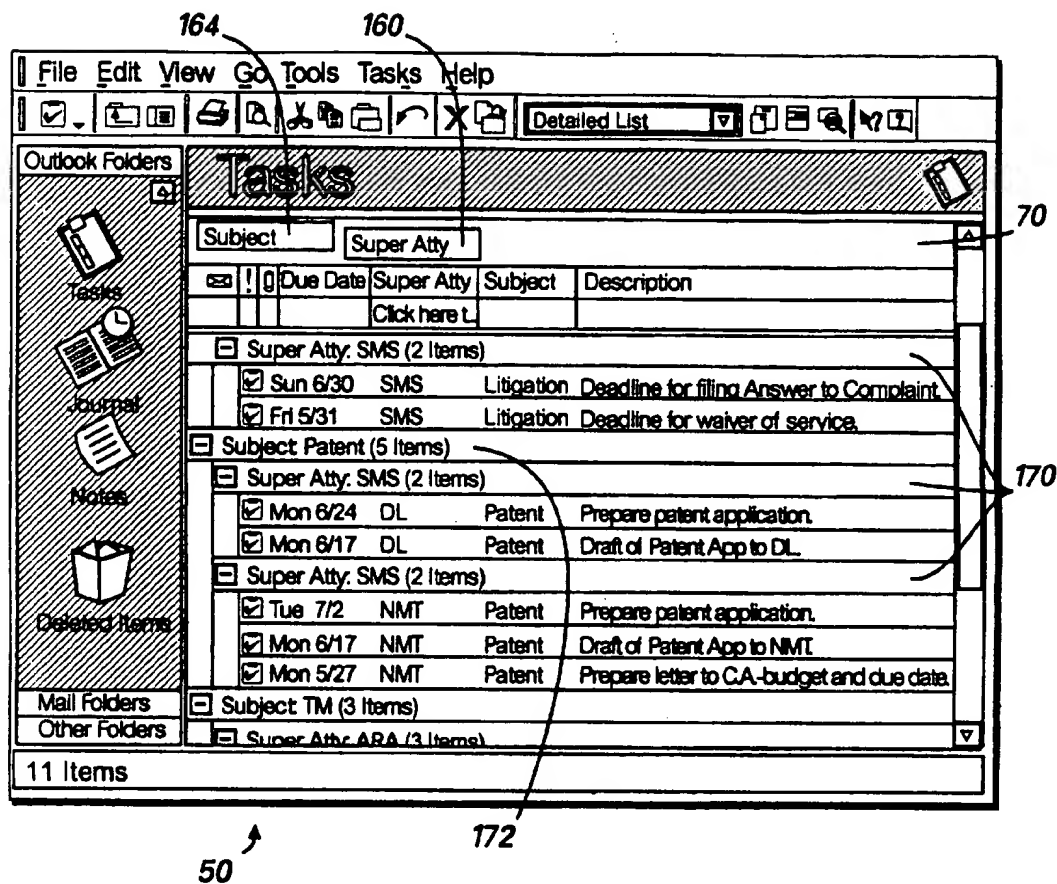 164 160
File Edit View Go Tools Tasks Help
Detailed List
Outlook Folders
Tasks
70
Subject
Super Atty
! Due Date Super Atty Subject Description
Click here t..
Tasks
Super Atty: SMS (2 Items)
Sun 6/30 SMS Litigation Deadline for filing Answer to Complaint.
Journal
Fri 5/31 SMS Litigation Deadline for waiver of service.
Subject: Patent (5 Items)
Super Atty: SMS (2 Items)
170
Notes
Mon 6/24 DL Patent Prepare patent application.
Mon 6/17 DL Patent Draft of Patent App to DL.
Super Atty: SMS (2 Items)
Deleted Items
Tue 7/2 NMT Patent Prepare patent application.
Mon 6/17 NMT Patent Draft of Patent App to NMT.
Mon 5/27 NMT Patent Prepare letter to CA-budget and due date.
Mail Folders
Subject: TM (3 Items)
Other Folders
Super Atty: ARA (3 Items)
11 Items
172
50